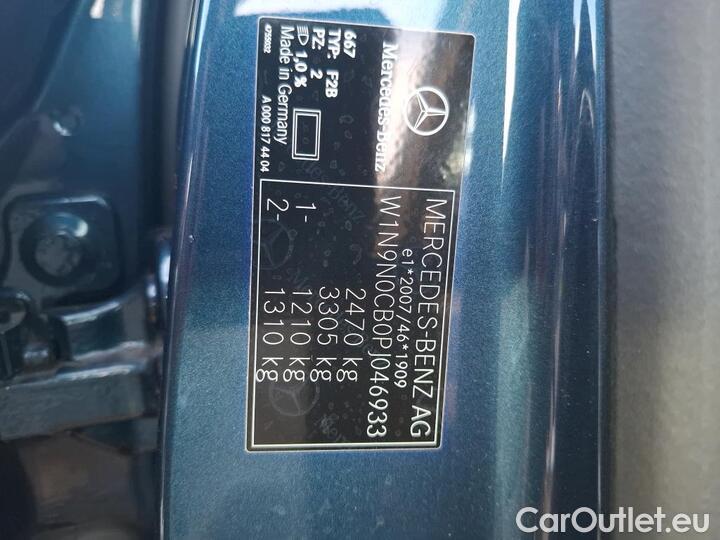 Mercedes-Benz
667
TYP: F2B
PZ: 2
1,0 %
Made in Germany
4755032
A 000 817 44 04
MERCEDES-BENZ AG
e1*2007/46*1909
W1N9N0CB0PJ046933
2470 kg
3305 kg
1- 1210 kg
2- 1310 kg
CarOutlet.eu